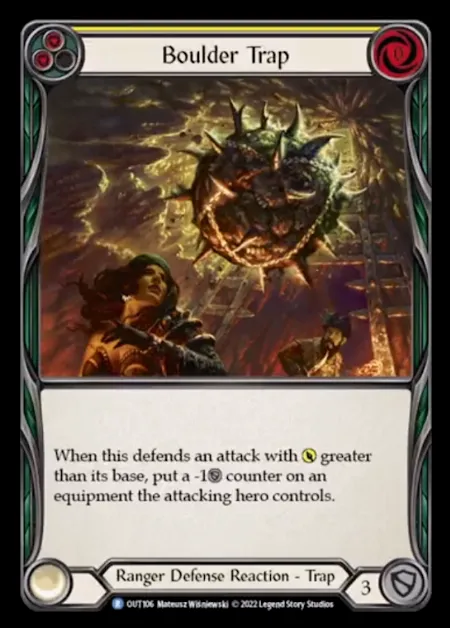 0
Boulder Trap
When this defends an attack with greater
than its base, put a -1 counter on an
equipment the attacking hero controls.
Ranger Defense Reaction - Trap
3
R OUT106 Mateusz Wiśniewski © 2022 Legend Story Studios